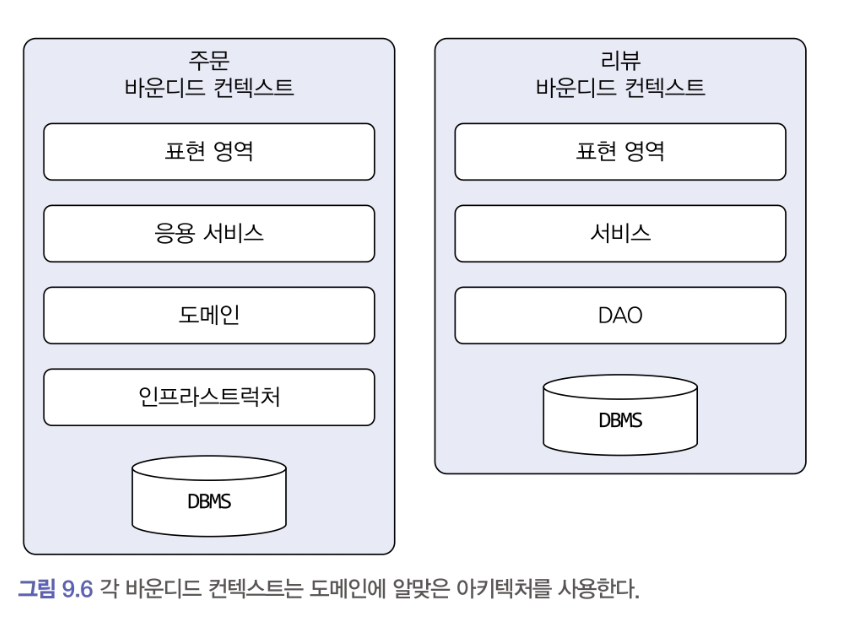 주문
바운디드 컨텍스트
표현 영역
응용 서비스
도메인
인프라스트럭처
DBMS
리뷰
바운디드 컨텍스트
표현 영역
서비스
DAO
DBMS
그림 9.6 각 바운디드 컨텍스트는 도메인에 알맞은 아키텍처를 사용한다.